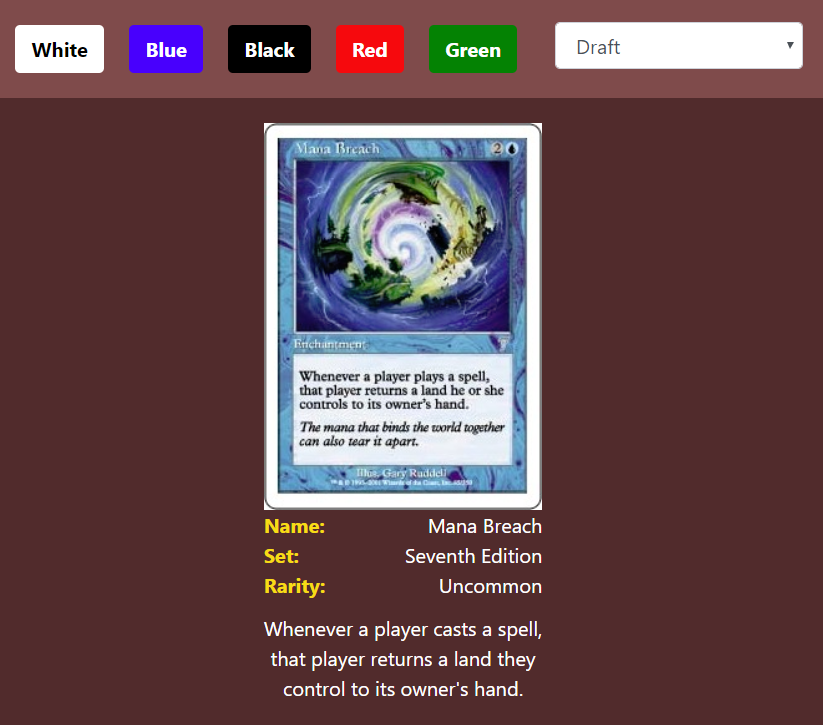 White Blue Black Red Green Draft
Mana Breach 2
Enchantment
Whenever a player plays a spell,
that player returns a land he or she
controls to its owner's hand.
The mana that binds the world together
can also tear it apart.
Illus. Gary Ruddell
Name: Mana Breach
Set: Seventh Edition
Rarity: Uncommon
Whenever a player casts a spell,
that player returns a land they
control to its owner's hand.